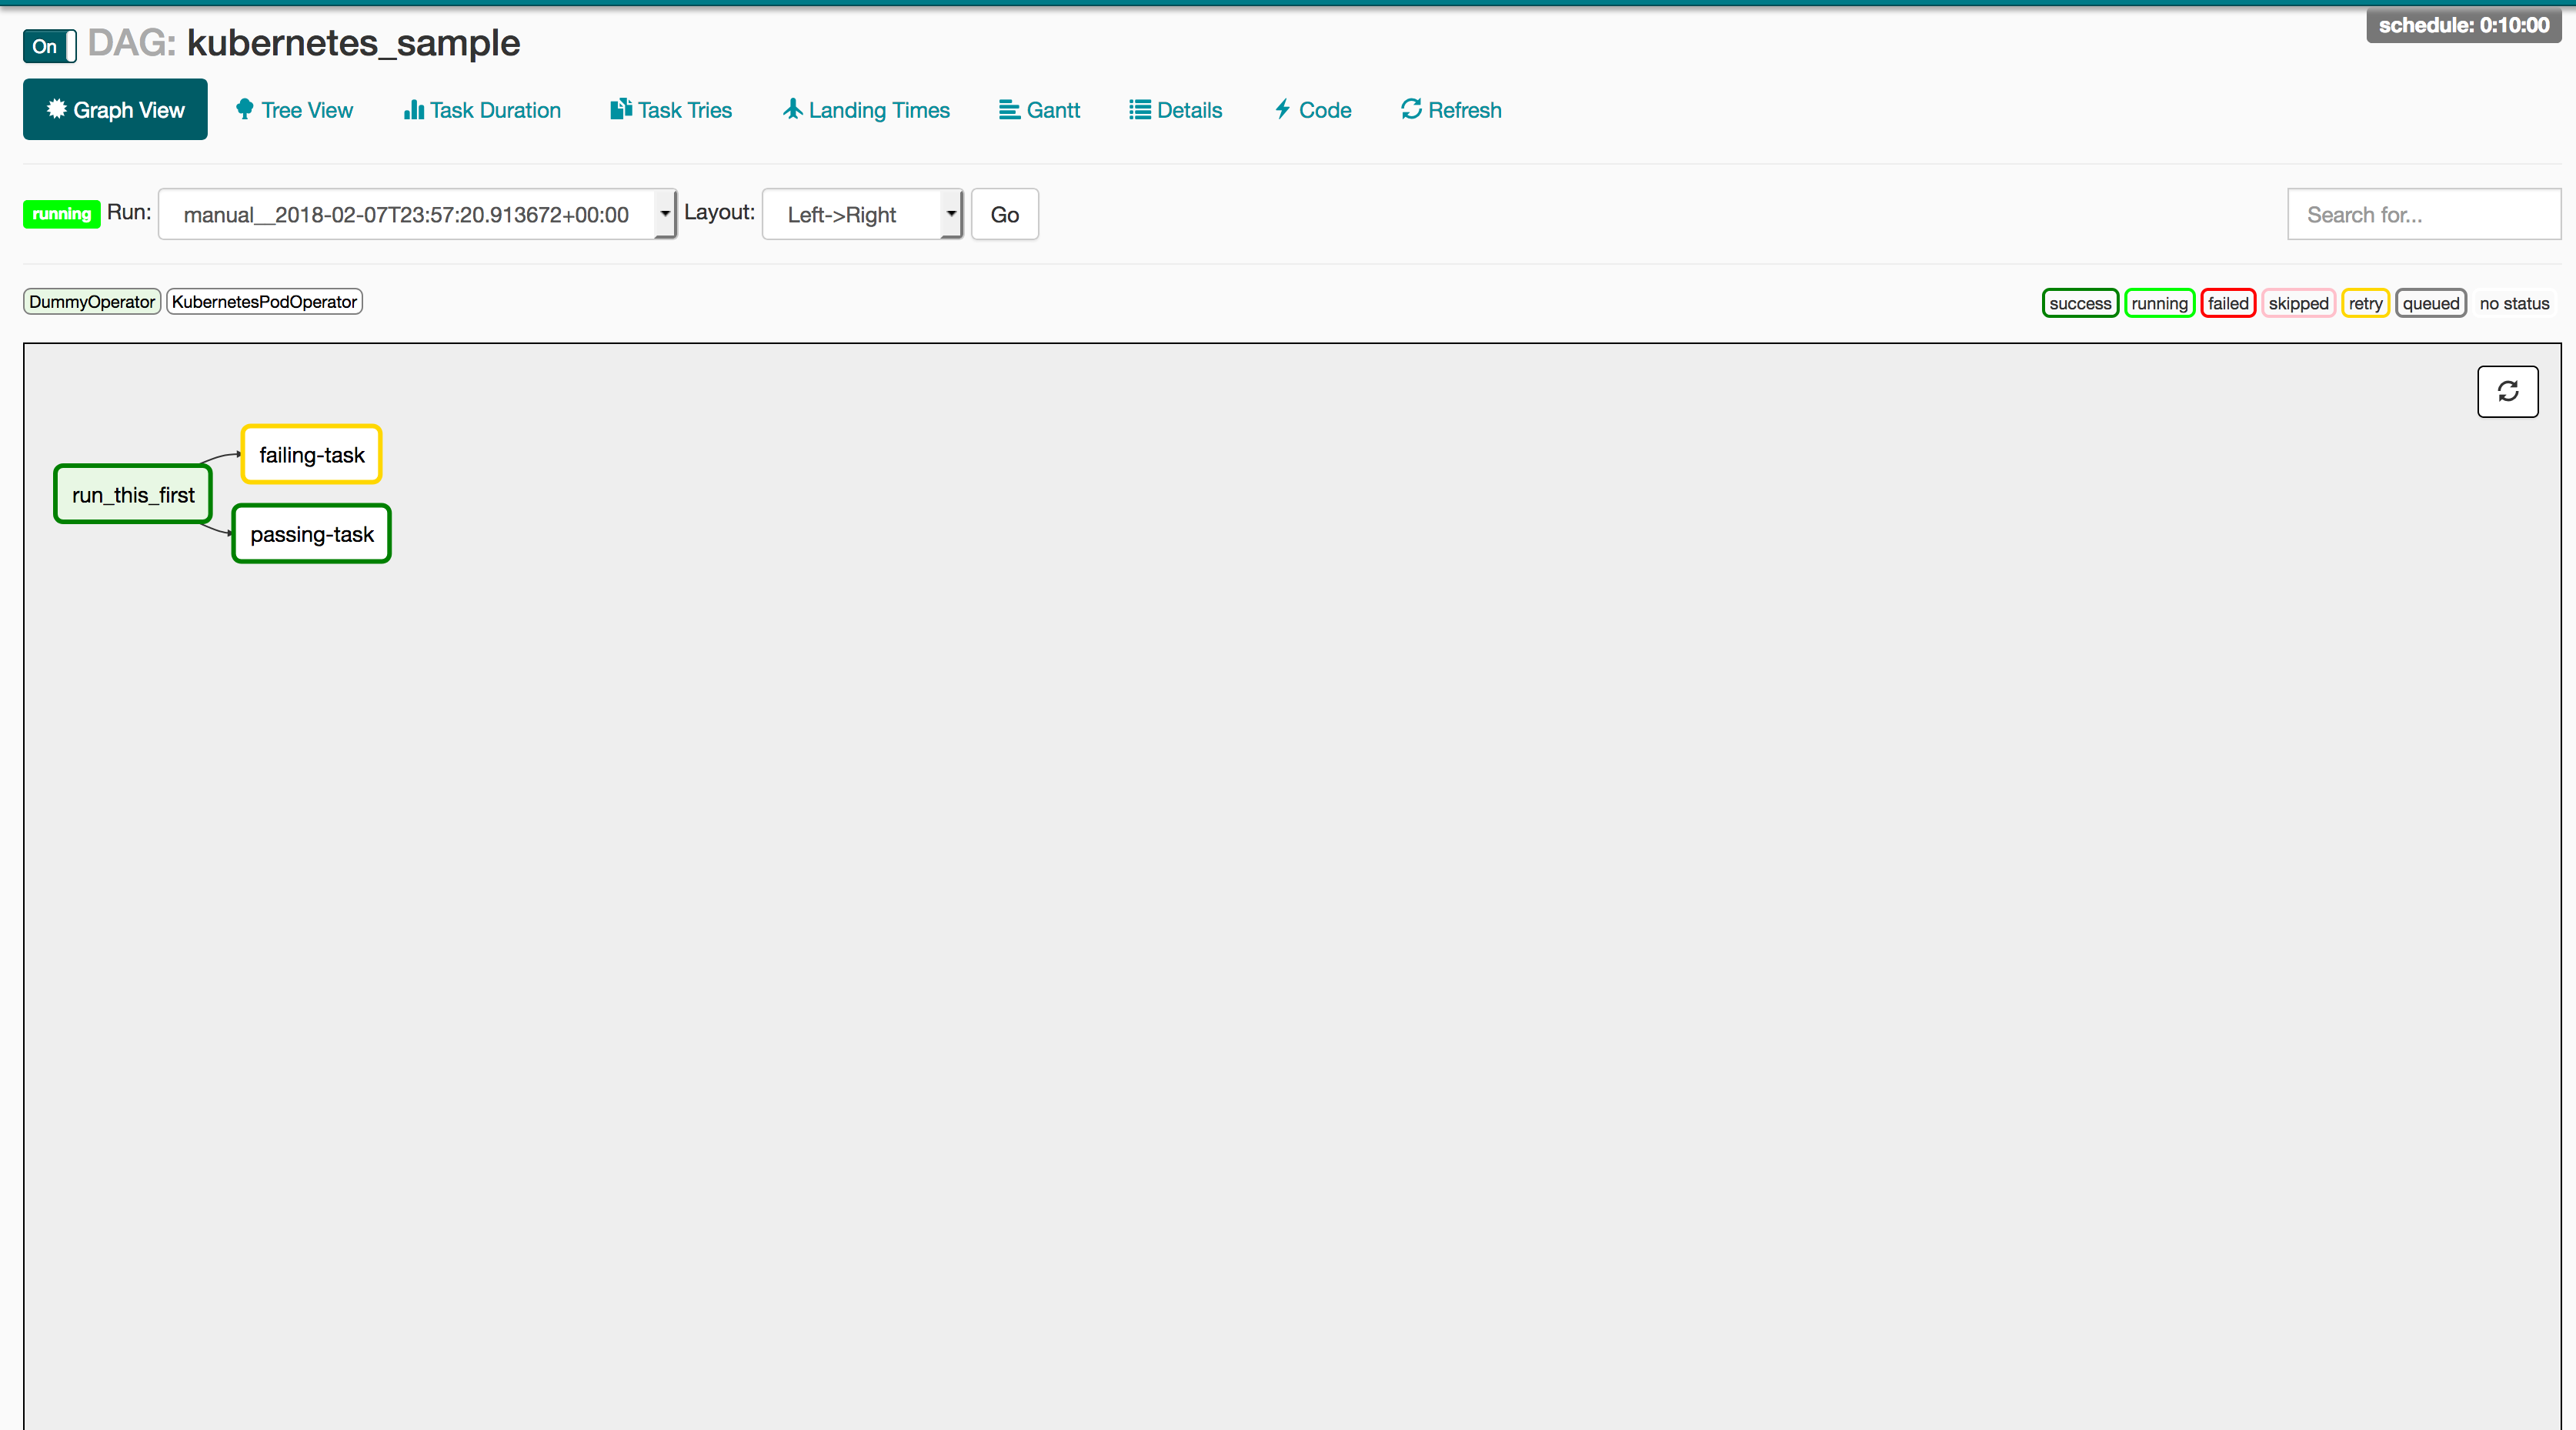 schedule: 0:10:00
On DAG: kubernetes_sample
Graph View Tree View Task Duration Task Tries Landing Times Gantt Details Code Refresh
running Run: manual__2018-02-07T23:57:20.913672+00:00 Layout: Left->Right Go Search for...
DummyOperator KubernetesPodOperator success running failed skipped retry queued no status
failing-task
run_this_first
passing-task